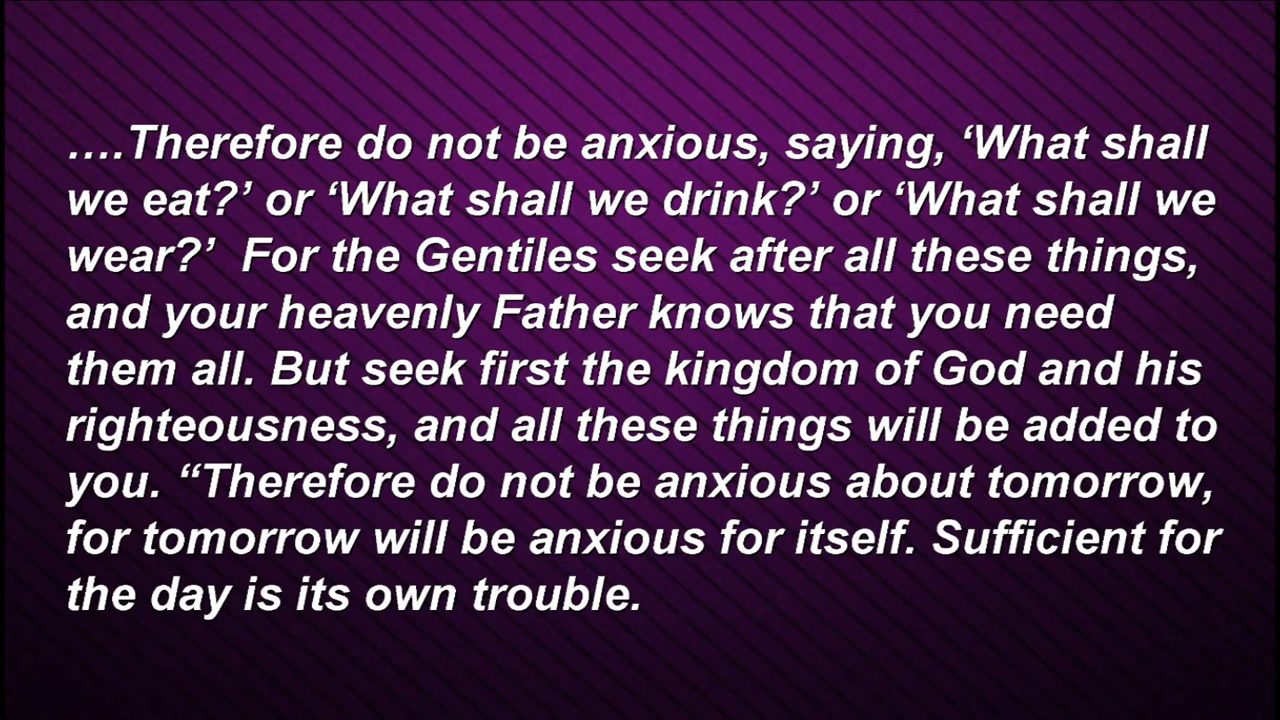 ....Therefore do not be anxious, saying, ‘What shall
we eat?’ or ‘What shall we drink?’ or ‘What shall we
wear?’  For the Gentiles seek after all these things,
and your heavenly Father knows that you need
them all. But seek first the kingdom of God and his
righteousness, and all these things will be added to
you. “Therefore do not be anxious about tomorrow,
for tomorrow will be anxious for itself. Sufficient for
the day is its own trouble.